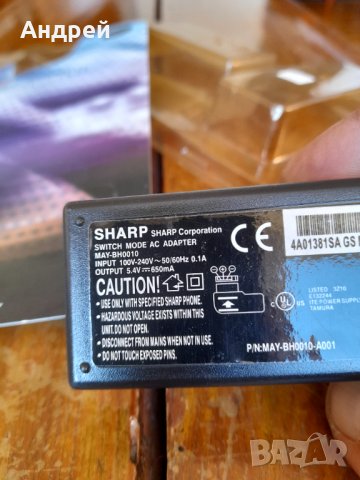 Андрей
SHARP SHARP Corporation
SWITCH MODE AC ADAPTER
MAY-BH0010
INPUT 100V-240V～50/60Hz 0.1A
OUTPUT 5.4V⎓650mA
CAUTION!
• USE ONLY WITH SPECIFIED SHARP PHONE.
• HAZARDOUS VOLTAGE EXISTS WITHIN
THIS UNIT, DO NOT OPEN.
• DISCONNECT FROM MAINS WHEN NOT IN USE.
• DO NOT TOUCH EXPOSED PINS.
CE
4A01381SA GS
c UL US
LISTED 3Z10
E132244
ITE POWER SUPPLY
TAMURA
P/N:MAY-BH0010-A001
BAZAR.bg